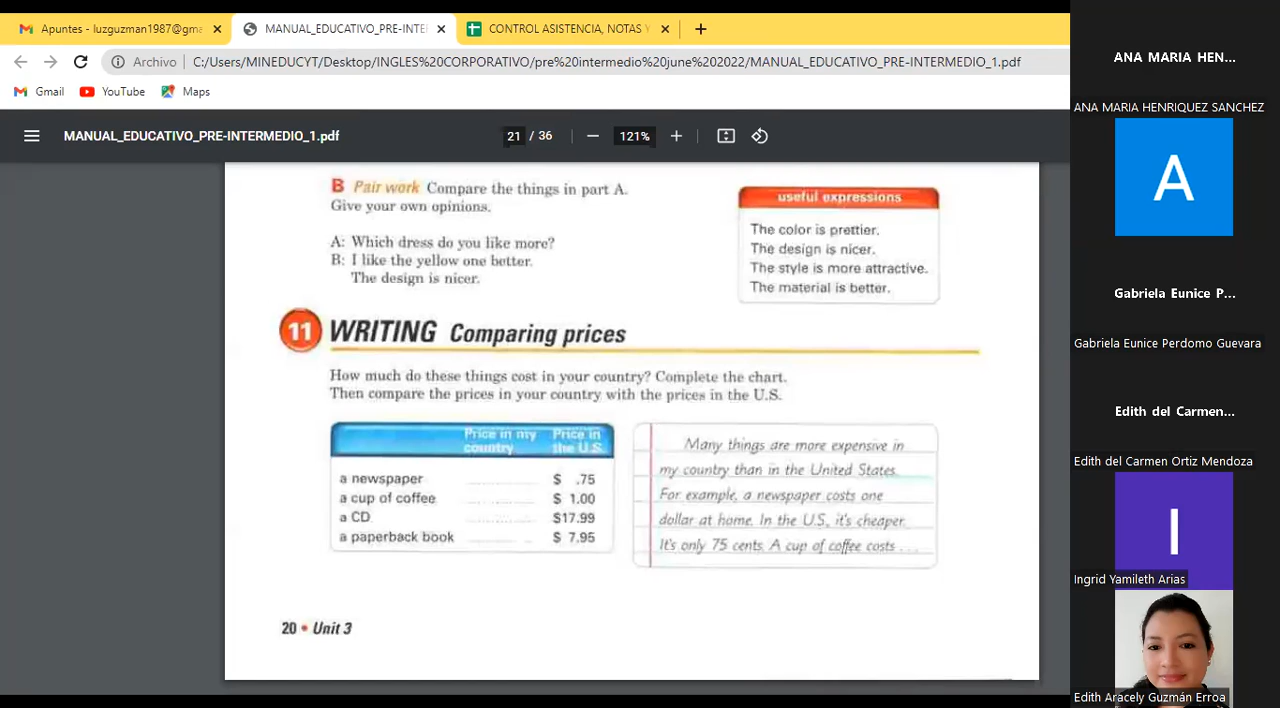 Apuntes - luzguzman1987@gma
MANUAL_EDUCATIVO_PRE-INTE
CONTROL ASISTENCIA, NOTAS Y
Archivo
C:/Users/MINEDUCYT/Desktop/INGLES%20CORPORATIVO/pre%20intermedio%20june%202022/MANUAL_EDUCATIVO_PRE-INTERMEDIO_1.pdf
Gmail
YouTube
Maps
MANUAL_EDUCATIVO_PRE-INTERMEDIO_1.pdf
21 / 36
121%
B Pair work Compare the things in part A.
Give your own opinions.
A: Which dress do you like more?
B: I like the yellow one better.
The design is nicer.
useful expressions
The color is prettier.
The design is nicer.
The style is more attractive.
The material is better.
11 WRITING Comparing prices
How much do these things cost in your country? Complete the chart.
Then compare the prices in your country with the prices in the U.S.
Price in my country
Price in the U.S.
a newspaper ............ $ .75
a cup of coffee ............ $ 1.00
a CD ............ $17.99
a paperback book ............ $ 7.95
Many things are more expensive in
my country than in the United States.
For example, a newspaper costs one
dollar at home. In the U.S., it's cheaper.
It's only 75 cents. A cup of coffee costs ...
20 • Unit 3
ANA MARIA HEN...
ANA MARIA HENRIQUEZ SANCHEZ
A
Gabriela Eunice P...
Gabriela Eunice Perdomo Guevara
Edith del Carmen...
Edith del Carmen Ortiz Mendoza
I
Ingrid Yamileth Arias
Edith Aracely Guzmán Erroa